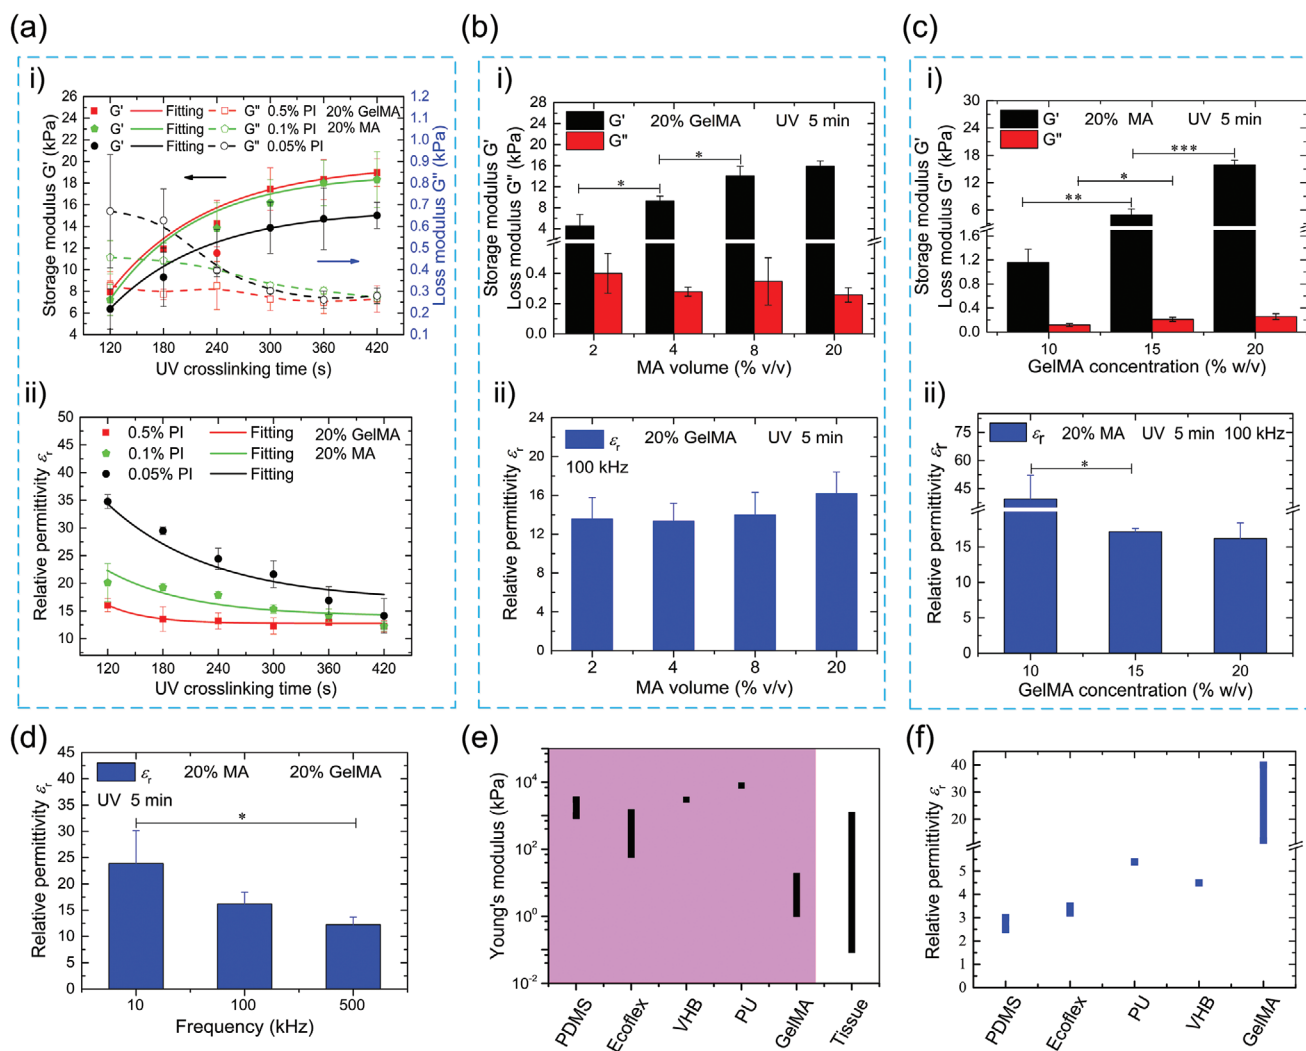 (a)
i)
G' Fitting G'' 0.5% PI 20% GelMA
G' Fitting G'' 0.1% PI 20% MA
G' Fitting G'' 0.05% PI
Storage modulus G' (kPa)
26
24
22
20
18
16
14
12
10
8
6
4
Loss modulus G'' (kPa)
1.2
1.1
1.0
0.9
0.8
0.7
0.6
0.5
0.4
0.3
0.2
0.1
120 180 240 300 360 420
UV crosslinking time (s)
ii)
0.5% PI Fitting 20% GelMA
0.1% PI Fitting 20% MA
0.05% PI Fitting
Relative permittivity εr
50
45
40
35
30
25
20
15
10
120 180 240 300 360 420
UV crosslinking time (s)
(b)
i)
G' 20% GelMA UV 5 min
G''
Storage modulus G'
Loss modulus G'' (kPa)
28
24
20
16
12
8
4
0.4
0.2
0.0
*
*
2 4 8 20
MA volume (% v/v)
ii)
εr 20% GelMA UV 5 min
100 kHz
Relative permittivity εr
24
20
16
12
8
4
0
2 4 8 20
MA volume (% v/v)
(c)
i)
G' 20% MA UV 5 min
G''
Storage modulus G'
Loss modulus G'' (kPa)
30
24
18
12
6
1.6
1.2
0.8
0.4
0.0
***
*
**
10 15 20
GelMA concentration (% w/v)
ii)
εr 20% MA UV 5 min 100 kHz
Relative permittivity εr
75
60
45
30
15
0
*
10 15 20
GelMA concentration (% w/v)
(d)
εr 20% MA 20% GelMA
UV 5 min
Relative permittivity εr
45
40
35
30
25
20
15
10
5
0
*
10 100 500
Frequency (kHz)
(e)
Young's modulus (kPa)
10⁴
10²
10⁰
10⁻²
PDMS
Ecoflex
VHB
PU
GelMA
Tissue
(f)
Relative permittivity εr
40
30
20
10
5
4
3
2
1
0
PDMS
Ecoflex
PU
VHB
GelMA